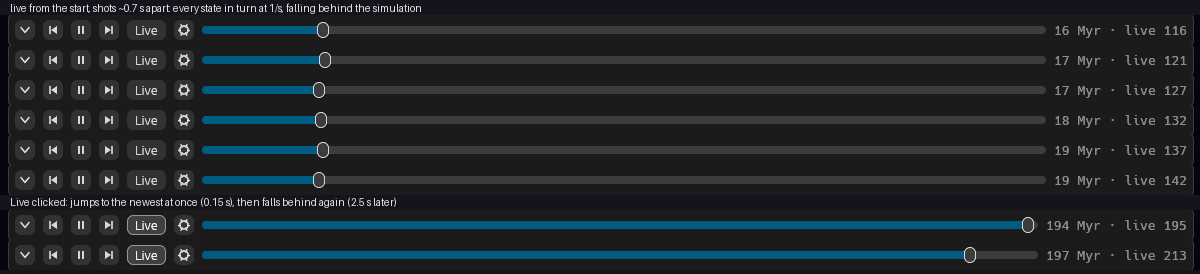 live from the start, shots ~0.7 s apart: every state in turn at 1/s, falling behind the simulation
Live 16 Myr · live 116
Live 17 Myr · live 121
Live 17 Myr · live 127
Live 18 Myr · live 132
Live 19 Myr · live 137
Live 19 Myr · live 142
Live clicked: jumps to the newest at once (0.15 s), then falls behind again (2.5 s later)
Live 194 Myr · live 195
Live 197 Myr · live 213